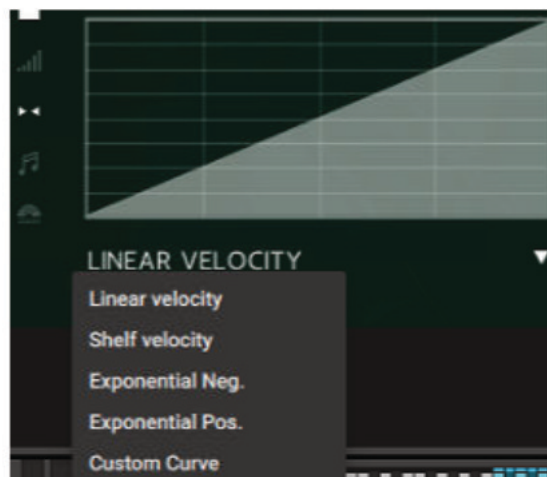 LINEAR VELOCITY
Linear velocity
Shelf velocity
Exponential Neg.
Exponential Pos.
Custom Curve